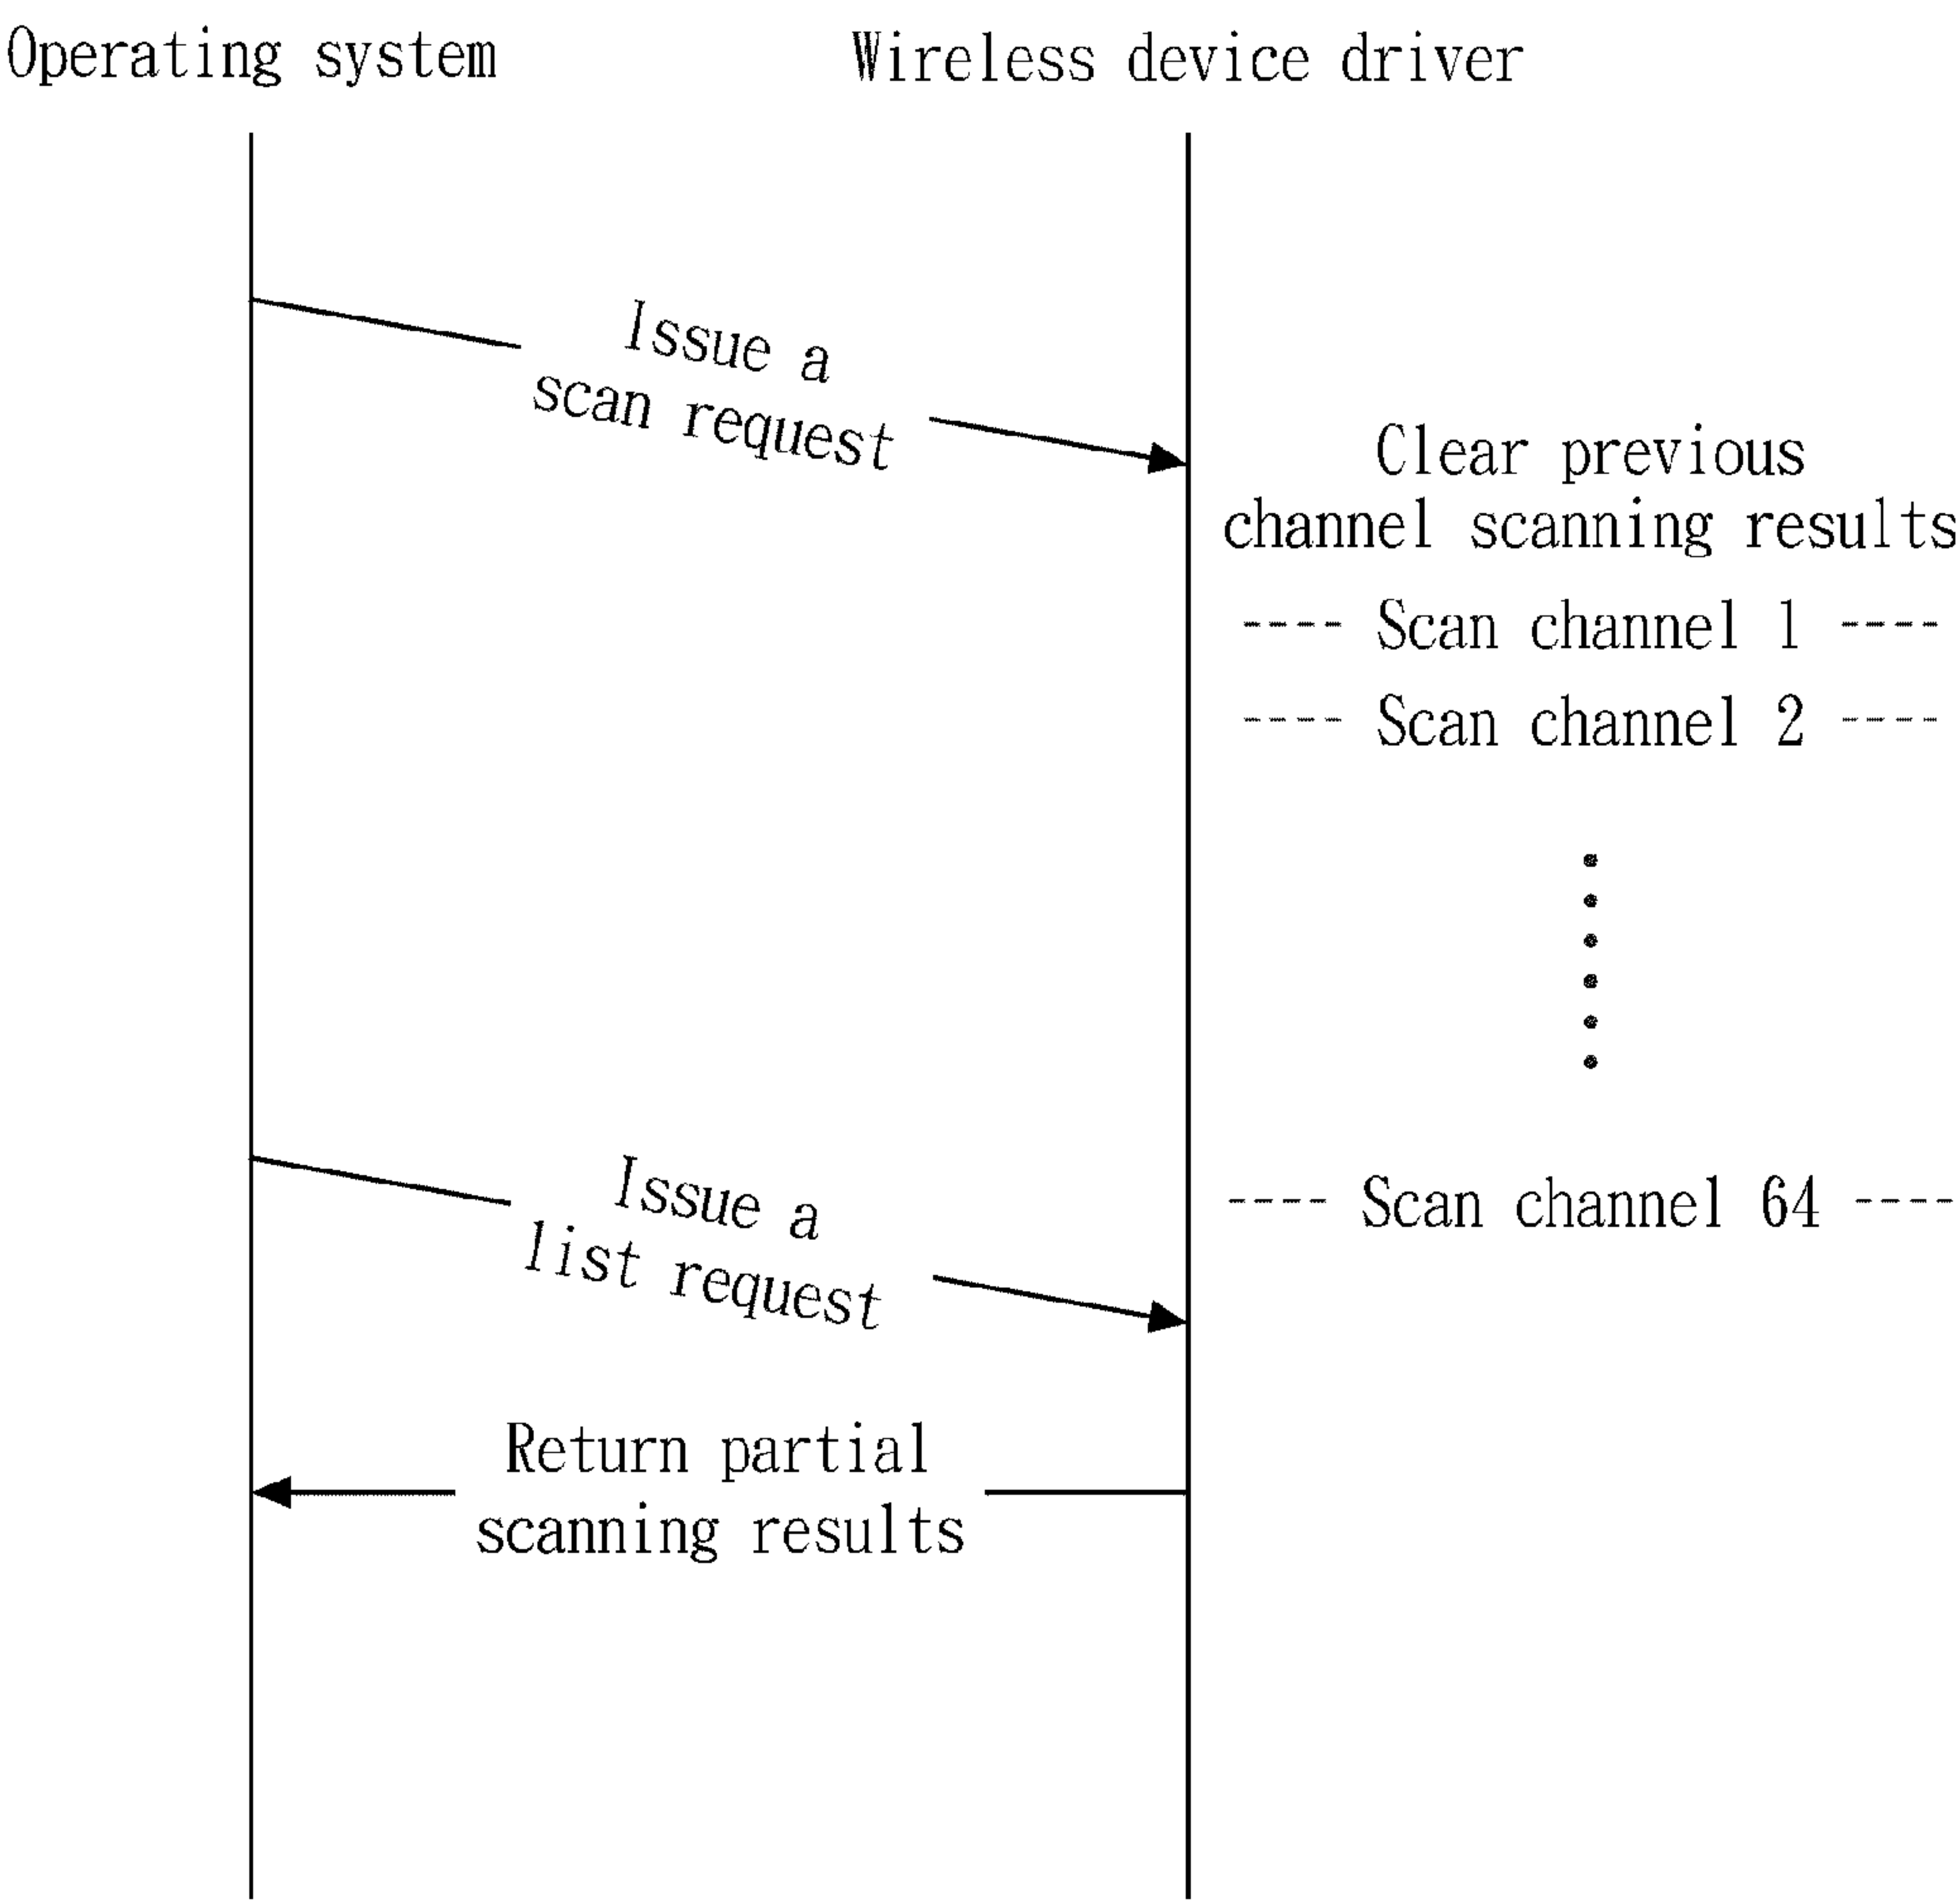 Operating system
Wireless device driver
Issue a
scan request
Clear previous
channel scanning results
---- Scan channel 1 ----
---- Scan channel 2 ----
Issue a
list request
---- Scan channel 64 ----
Return partial
scanning results